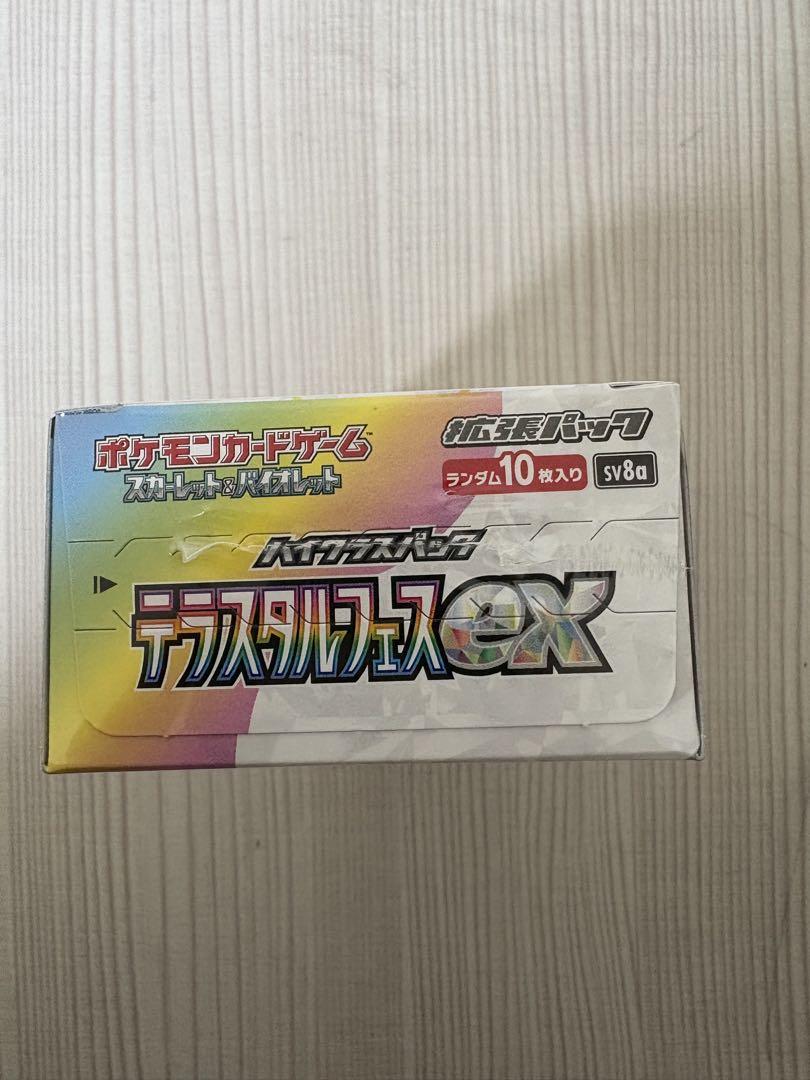 ポケモンカードゲーム™
スカーレット&バイオレット
拡張パック
ランダム10枚入り
SV8a
ハイクラスパック
テラスタルフェスex